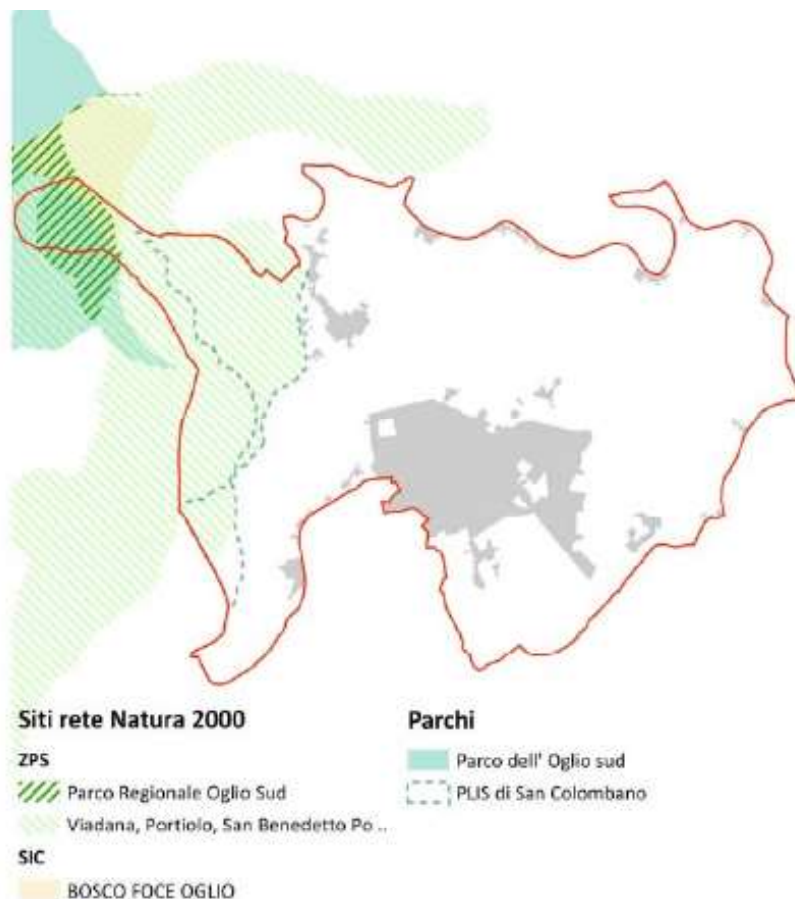 Siti rete Natura 2000
ZPS
Parco Regionale Oglio Sud
Viadana, Portiolo, San Benedetto Po ..
SIC
BOSCO FOCE OGLIO
Parchi
Parco dell' Oglio sud
PLIS di San Colombano